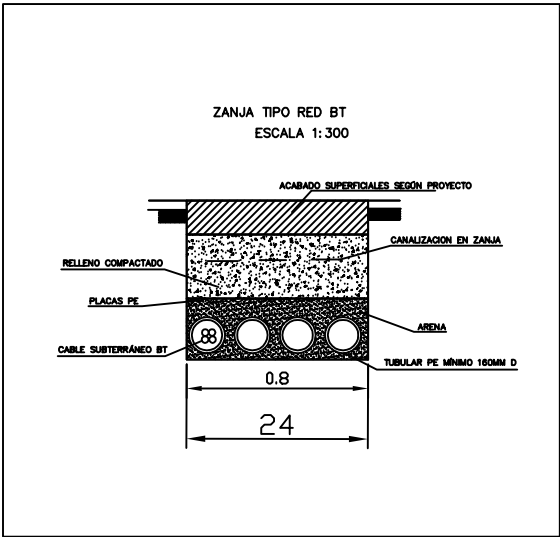 ZANJA TIPO RED BT
ESCALA 1:300
ACABADO SUPERFICIALES SEGÚN PROYECTO
CANALIZACION EN ZANJA
RELLENO COMPACTADO
PLACAS PE
ARENA
CABLE SUBTERRÁNEO BT
TUBULAR PE MÍNIMO 160MM D
0.8
24